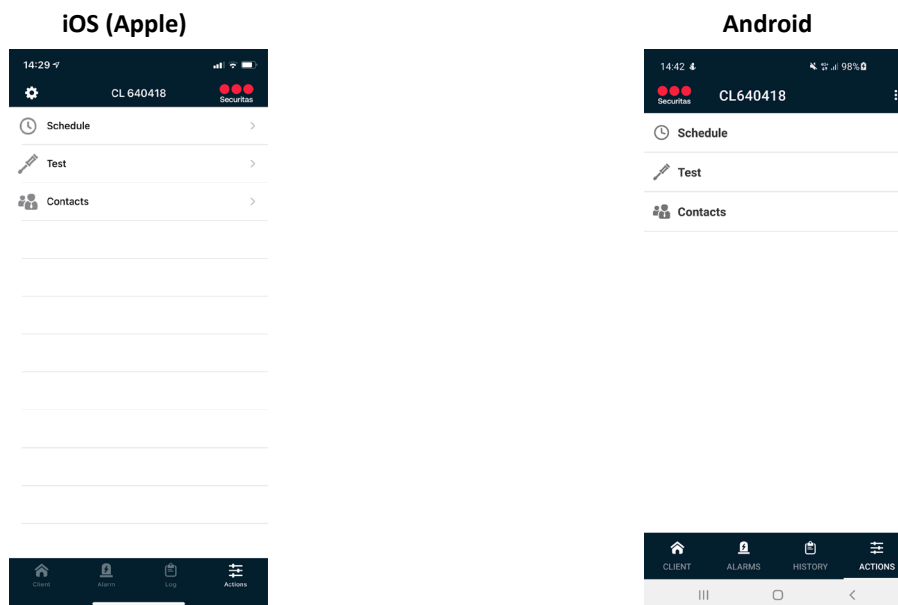 iOS (Apple)
14:29
CL 640418
Securitas
Schedule
Test
Contacts
Client
Alarm
Log
Actions
Android
14:42
98%
Securitas
CL640418
Schedule
Test
Contacts
CLIENT
ALARMS
HISTORY
ACTIONS